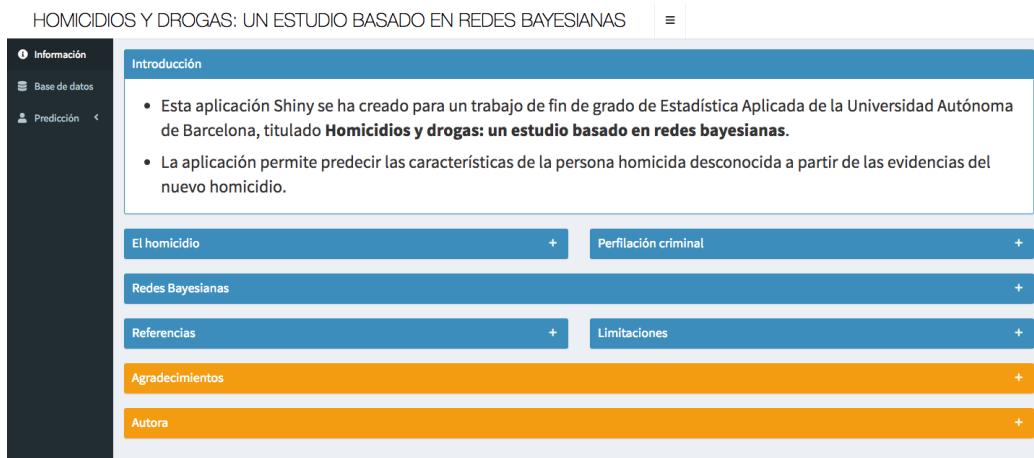 HOMICIDIOS Y DROGAS: UN ESTUDIO BASADO EN REDES BAYESIANAS
Información
Base de datos
Predicción
Introducción
Esta aplicación Shiny se ha creado para un trabajo de fin de grado de Estadística Aplicada de la Universidad Autónoma
de Barcelona, titulado Homicidios y drogas: un estudio basado en redes bayesianas.
La aplicación permite predecir las características de la persona homicida desconocida a partir de las evidencias del
nuevo homicidio.
El homicidio
Perfilación criminal
Redes Bayesianas
Referencias
Limitaciones
Agradecimientos
Autora